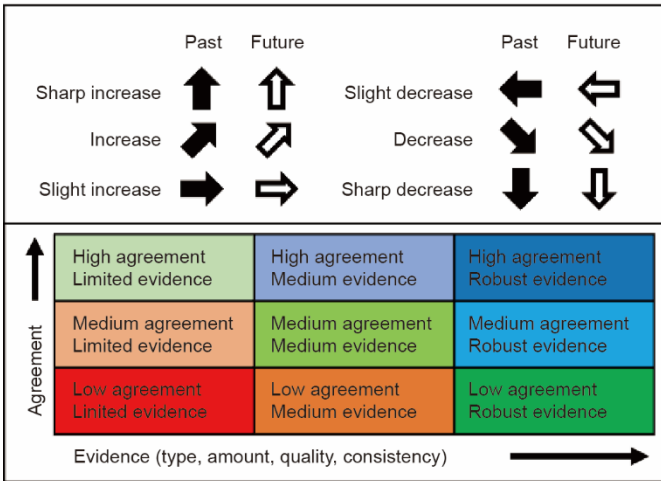 Past Future Past Future
Sharp increase Slight decrease
Increase Decrease
Slight increase Sharp decrease
High agreement High agreement High agreement
Limited evidence Medium evidence Robust evidence
Medium agreement Medium agreement Medium agreement
Limited evidence Medium evidence Robust evidence
Low agreement Low agreement Low agreement
Linited evidence Medium evidence Robust evidence
Agreement
Evidence (type, amount, quality, consistency)